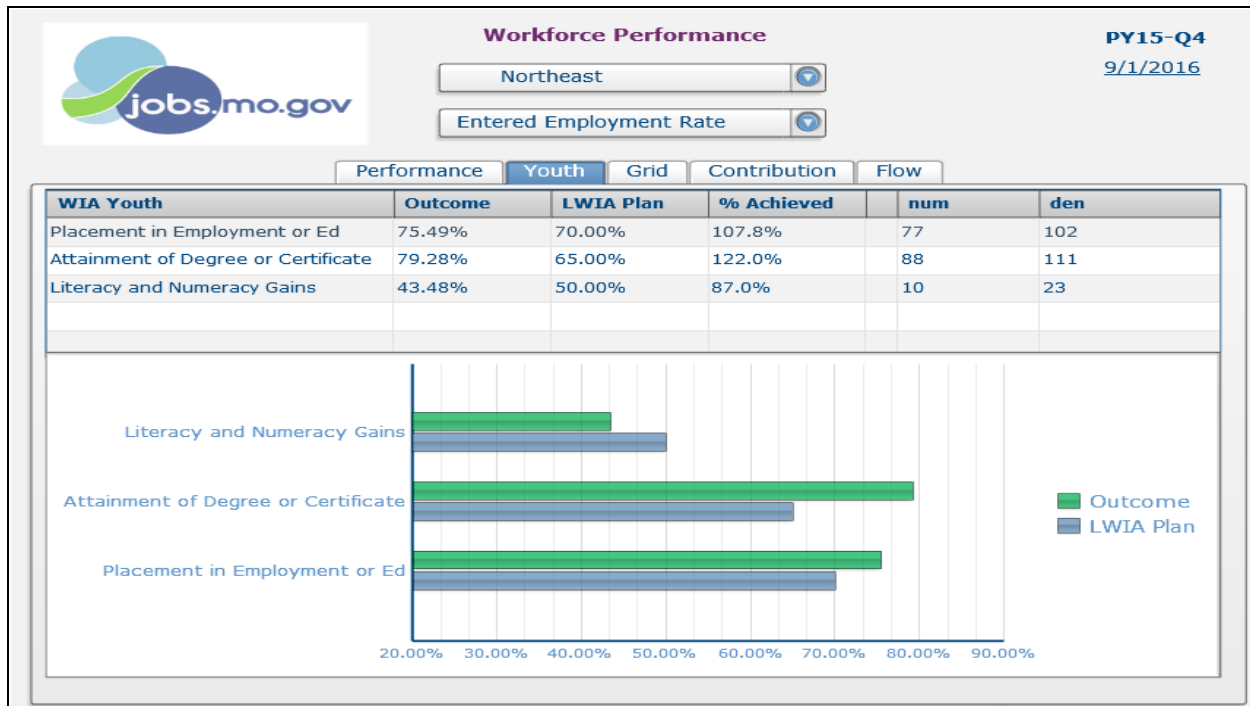 Workforce Performance
PY15-Q4
9/1/2016
jobs.mo.gov
Northeast
Entered Employment Rate
Performance Youth Grid Contribution Flow
WIA Youth Outcome LWIA Plan % Achieved num den
Placement in Employment or Ed 75.49% 70.00% 107.8% 77 102
Attainment of Degree or Certificate 79.28% 65.00% 122.0% 88 111
Literacy and Numeracy Gains 43.48% 50.00% 87.0% 10 23
Literacy and Numeracy Gains
Attainment of Degree or Certificate
Placement in Employment or Ed
Outcome
LWIA Plan
20.00% 30.00% 40.00% 50.00% 60.00% 70.00% 80.00% 90.00%